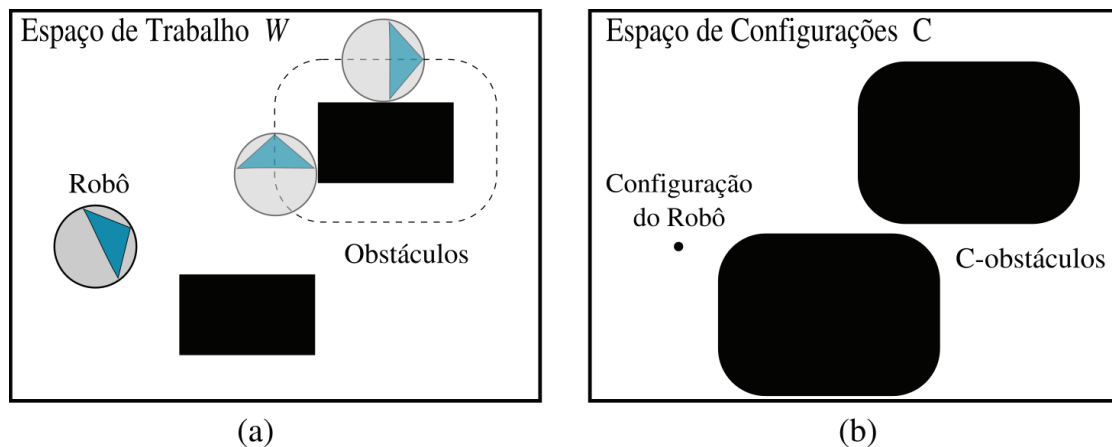 Espaço de Trabalho W
Robô
Obstáculos
(a)
Espaço de Configurações C
Configuração
do Robô
C-obstáculos
(b)